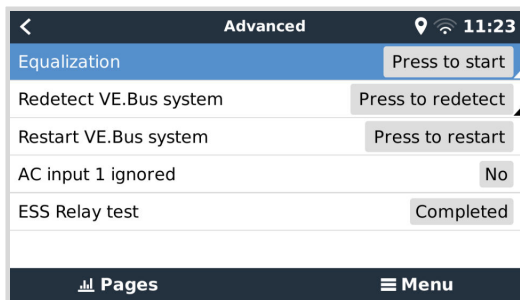 Advanced 11:23
Equalization Press to start
Redetect VE.Bus system Press to redetect
Restart VE.Bus system Press to restart
AC input 1 ignored No
ESS Relay test Completed
Pages Menu